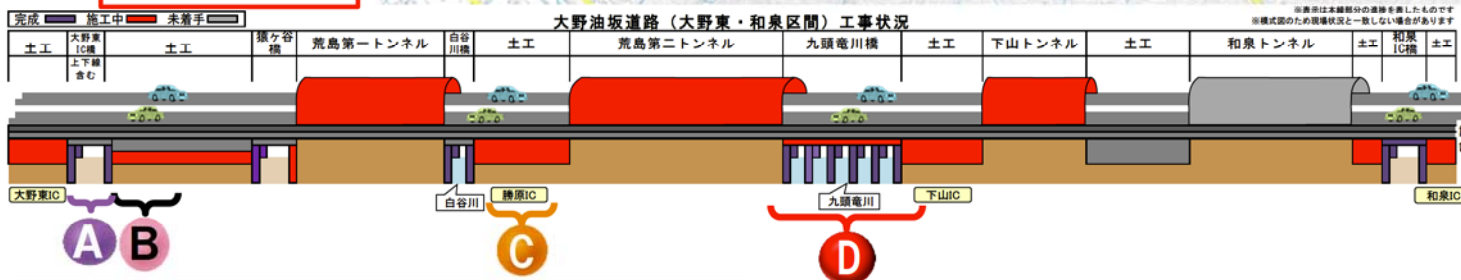 完成 施工中 未着手
大野油坂道路（大野東・和泉区間）工事状況
※表示は本線部分の進捗を表したものです
※模式図のため現場状況と一致しない場合があります
土工 大野東IC橋 上下線含む 土工 猿ヶ谷橋 荒島第一トンネル 白谷川橋 土工 荒島第二トンネル 九頭竜川橋 土工 下山トンネル 土工 和泉トンネル 土工 和泉IC橋 土工
大野東IC 白谷川 勝原IC 九頭竜川 下山IC 和泉IC
A B C D